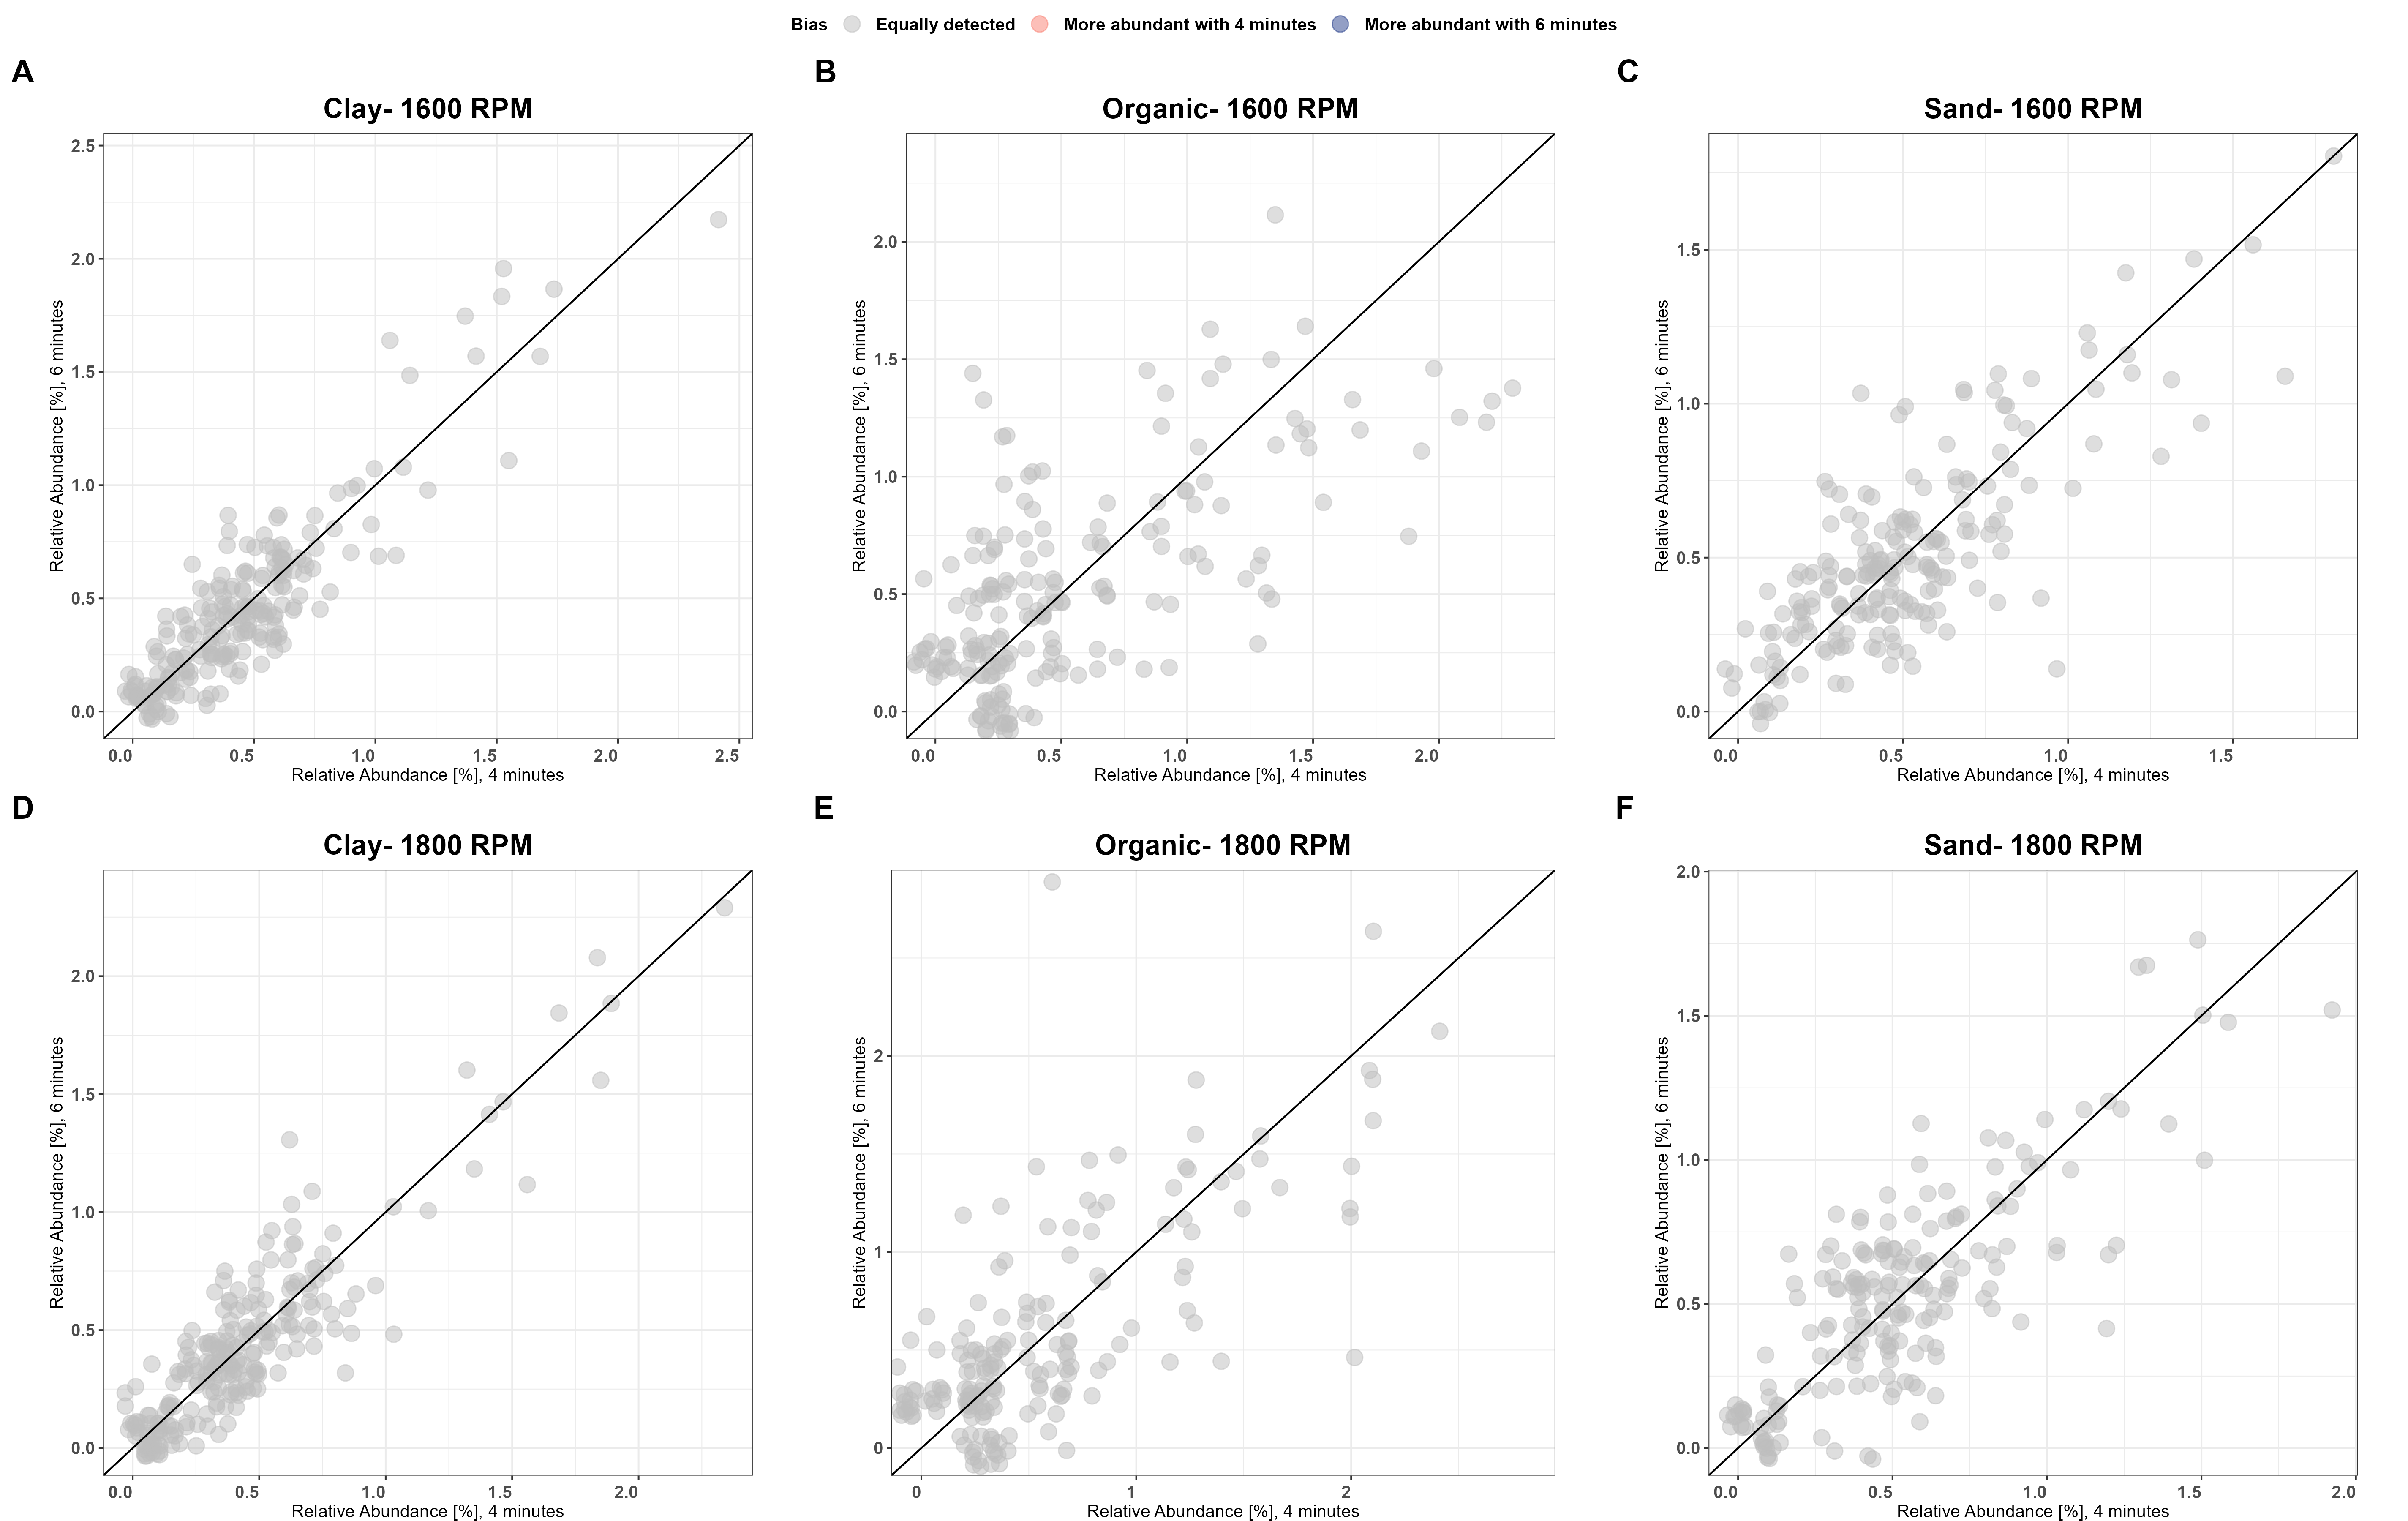 Bias Equally detected More abundant with 4 minutes More abundant with 6 minutes
A
Clay- 1600 RPM
Relative Abundance [%], 6 minutes
2.5
2.0
1.5
1.0
0.5
0.0
0.0 0.5 1.0 1.5 2.0 2.5
Relative Abundance [%], 4 minutes
B
Organic- 1600 RPM
Relative Abundance [%], 6 minutes
2.0
1.5
1.0
0.5
0.0
0.0 0.5 1.0 1.5 2.0
Relative Abundance [%], 4 minutes
C
Sand- 1600 RPM
Relative Abundance [%], 6 minutes
1.5
1.0
0.5
0.0
0.0 0.5 1.0 1.5
Relative Abundance [%], 4 minutes
D
Clay- 1800 RPM
Relative Abundance [%], 6 minutes
2.0
1.5
1.0
0.5
0.0
0.0 0.5 1.0 1.5 2.0
Relative Abundance [%], 4 minutes
E
Organic- 1800 RPM
Relative Abundance [%], 6 minutes
2
1
0
0 1 2
Relative Abundance [%], 4 minutes
F
Sand- 1800 RPM
Relative Abundance [%], 6 minutes
2.0
1.5
1.0
0.5
0.0
0.0 0.5 1.0 1.5 2.0
Relative Abundance [%], 4 minutes